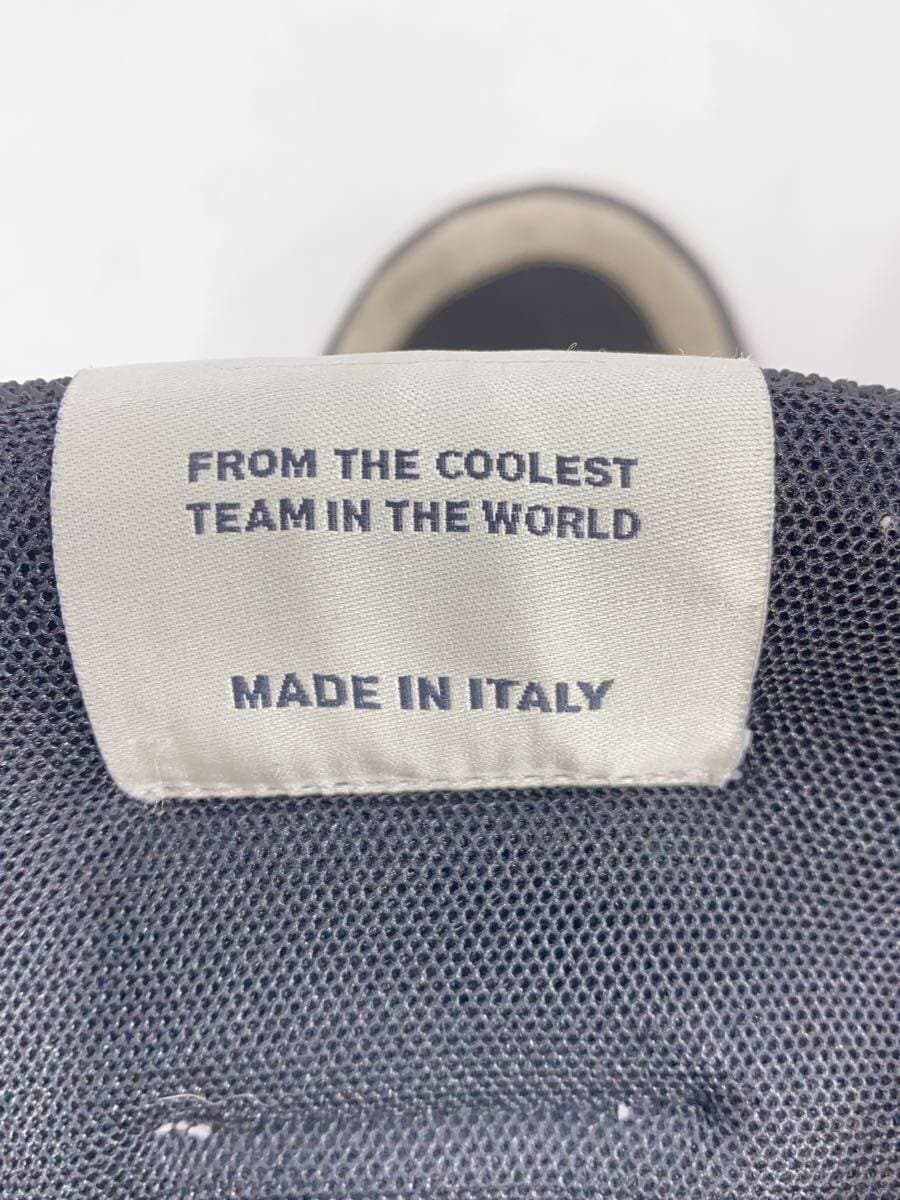 FROM THE COOLEST
TEAM IN THE WORLD
MADE IN ITALY